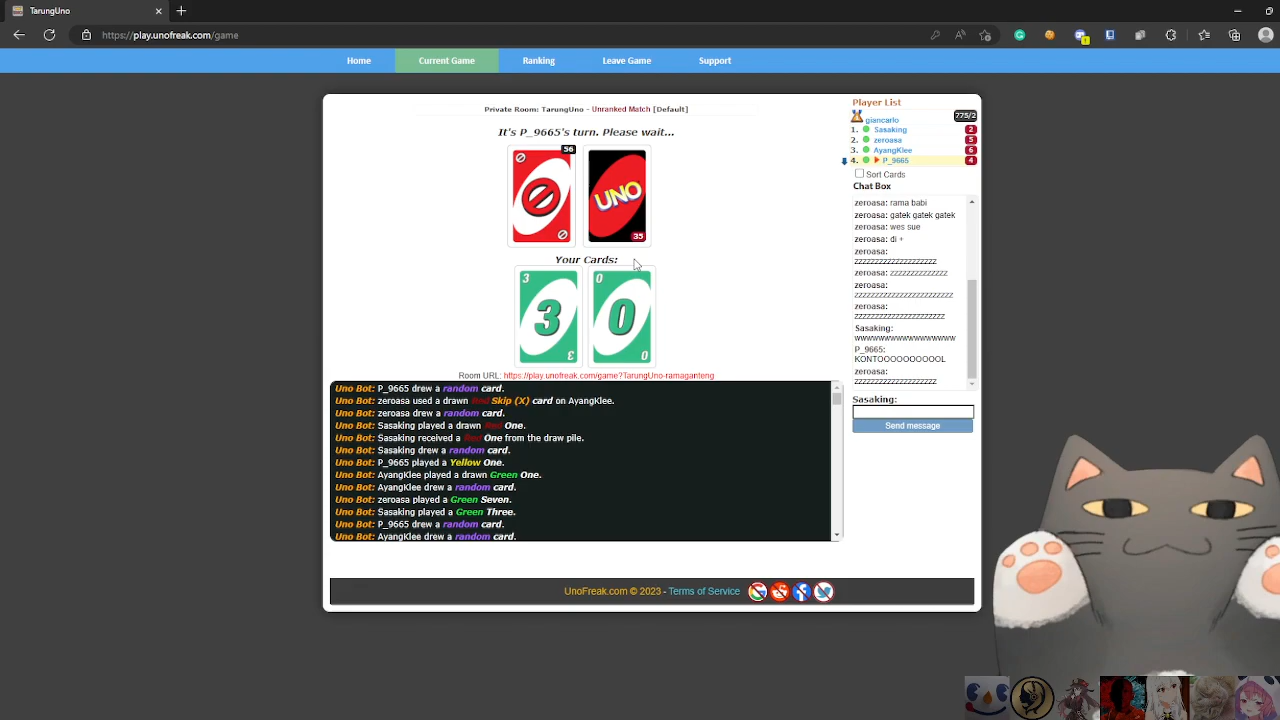 TarungUno
https://play.unofreak.com/game
Home
Current Game
Ranking
Leave Game
Support
Private Room: TarungUno - Unranked Match [Default]
It's P_9665's turn. Please wait...
56
UNO
35
Your Cards:
3
3
3
0
0
0
Room URL: https://play.unofreak.com/game?TarungUno-ramaganteng
Uno Bot: P_9665 drew a random card.
Uno Bot: zeroasa used a drawn Red Skip (X) card on AyangKlee.
Uno Bot: zeroasa drew a random card.
Uno Bot: Sasaking played a drawn Red One.
Uno Bot: Sasaking received a Red One from the draw pile.
Uno Bot: Sasaking drew a random card.
Uno Bot: P_9665 played a Yellow One.
Uno Bot: AyangKlee played a drawn Green One.
Uno Bot: AyangKlee drew a random card.
Uno Bot: zeroasa played a Green Seven.
Uno Bot: Sasaking played a Green Three.
Uno Bot: P_9665 drew a random card.
Uno Bot: AyangKlee drew a random card.
Player List
giancarlo 775/2
1. Sasaking 2
2. zeroasa 5
3. AyangKlee 6
4. P_9665 4
Sort Cards
Chat Box
zeroasa: rama babi
zeroasa: gatek gatek gatek
zeroasa: wes sue
zeroasa: di +
zeroasa:
zzzzzzzzzzzzzzzzzzzz
zeroasa: zzzzzzzzzzzzzz
zeroasa:
zzzzzzzzzzzzzzzzzzzzzzzz
zeroasa:
zzzzzzzzzzzzzzzzzzzzzz
Sasaking:
wwwwwwwwwwwwwwwww
P_9665:
KONTOOOOOOOOOOL
zeroasa:
zzzzzzzzzzzzzzzzzzzz
Sasaking:
Send message
UnoFreak.com © 2023 - Terms of Service